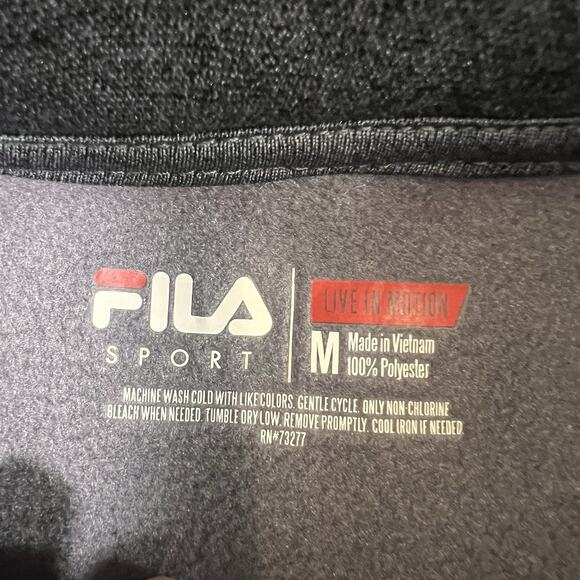 FILA
SPORT
LIVE IN MOTION
M
Made in Vietnam
100% Polyester
MACHINE WASH COLD WITH LIKE COLORS. GENTLE CYCLE. ONLY NON-CHLORINE
BLEACH WHEN NEEDED. TUMBLE DRY LOW. REMOVE PROMPTLY. COOL IRON IF NEEDED.
RN#73277